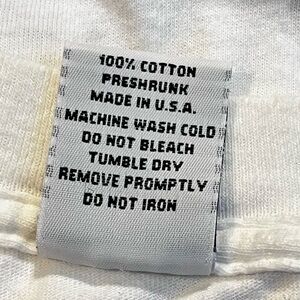 100% COTTON
PRESHRUNK
MADE IN U.S.A.
MACHINE WASH COLD
DO NOT BLEACH
TUMBLE DRY
REMOVE PROMPTLY
DO NOT IRON